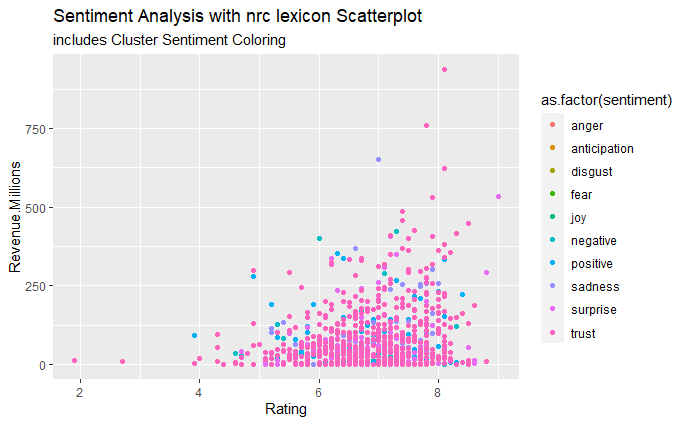 Sentiment Analysis with nrc lexicon Scatterplot
includes Cluster Sentiment Coloring
750
500
250
0
Revenue.Millions
2
4
6
8
Rating
as.factor(sentiment)
anger
anticipation
disgust
fear
joy
negative
positive
sadness
surprise
trust